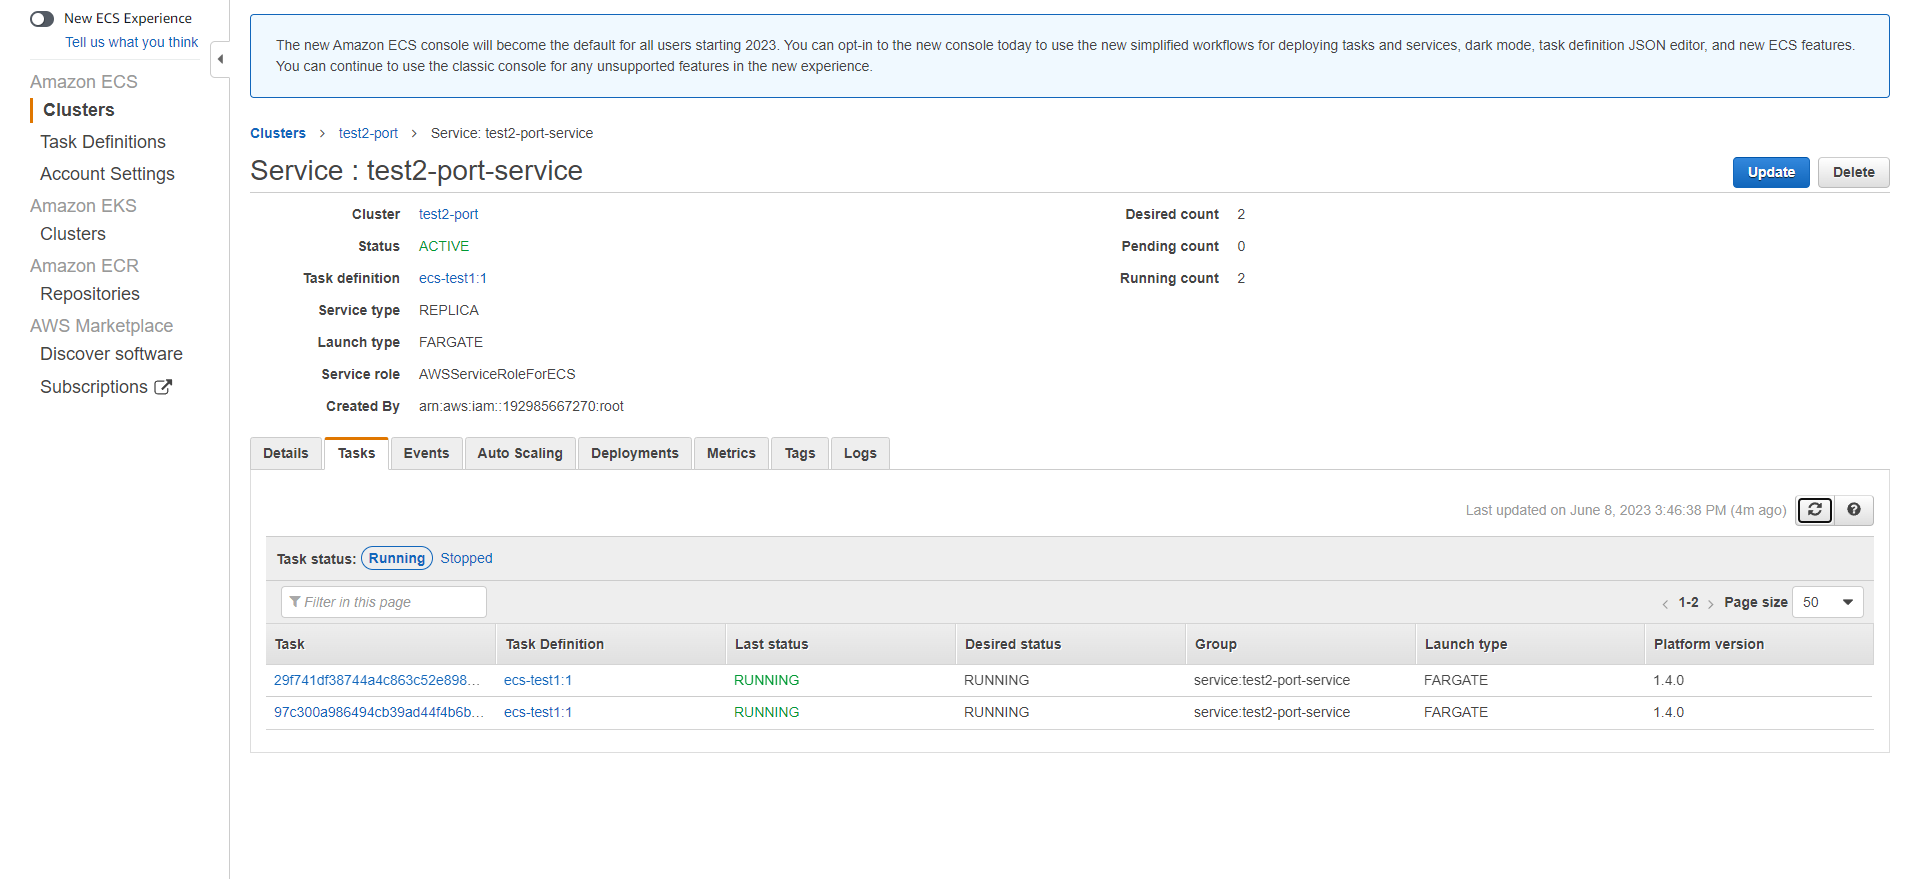 New ECS Experience
Tell us what you think
Amazon ECS
Clusters
Task Definitions
Account Settings
Amazon EKS
Clusters
Amazon ECR
Repositories
AWS Marketplace
Discover software
Subscriptions
The new Amazon ECS console will become the default for all users starting 2023. You can opt-in to the new console today to use the new simplified workflows for deploying tasks and services, dark mode, task definition JSON editor, and new ECS features.
You can continue to use the classic console for any unsupported features in the new experience.
Clusters > test2-port > Service: test2-port-service
Service : test2-port-service
Update Delete
Cluster test2-port
Status ACTIVE
Task definition ecs-test1:1
Service type REPLICA
Launch type FARGATE
Service role AWSServiceRoleForECS
Created By arn:aws:iam::192985667270:root
Desired count 2
Pending count 0
Running count 2
Details Tasks Events Auto Scaling Deployments Metrics Tags Logs
Last updated on June 8, 2023 3:46:38 PM (4m ago)
Task status: Running Stopped
Filter in this page
< 1-2 > Page size 50
Task Task Definition Last status Desired status Group Launch type Platform version
29f741df38744a4c863c52e898... ecs-test1:1 RUNNING RUNNING service:test2-port-service FARGATE 1.4.0
97c300a986494cb39ad44f4b6b... ecs-test1:1 RUNNING RUNNING service:test2-port-service FARGATE 1.4.0